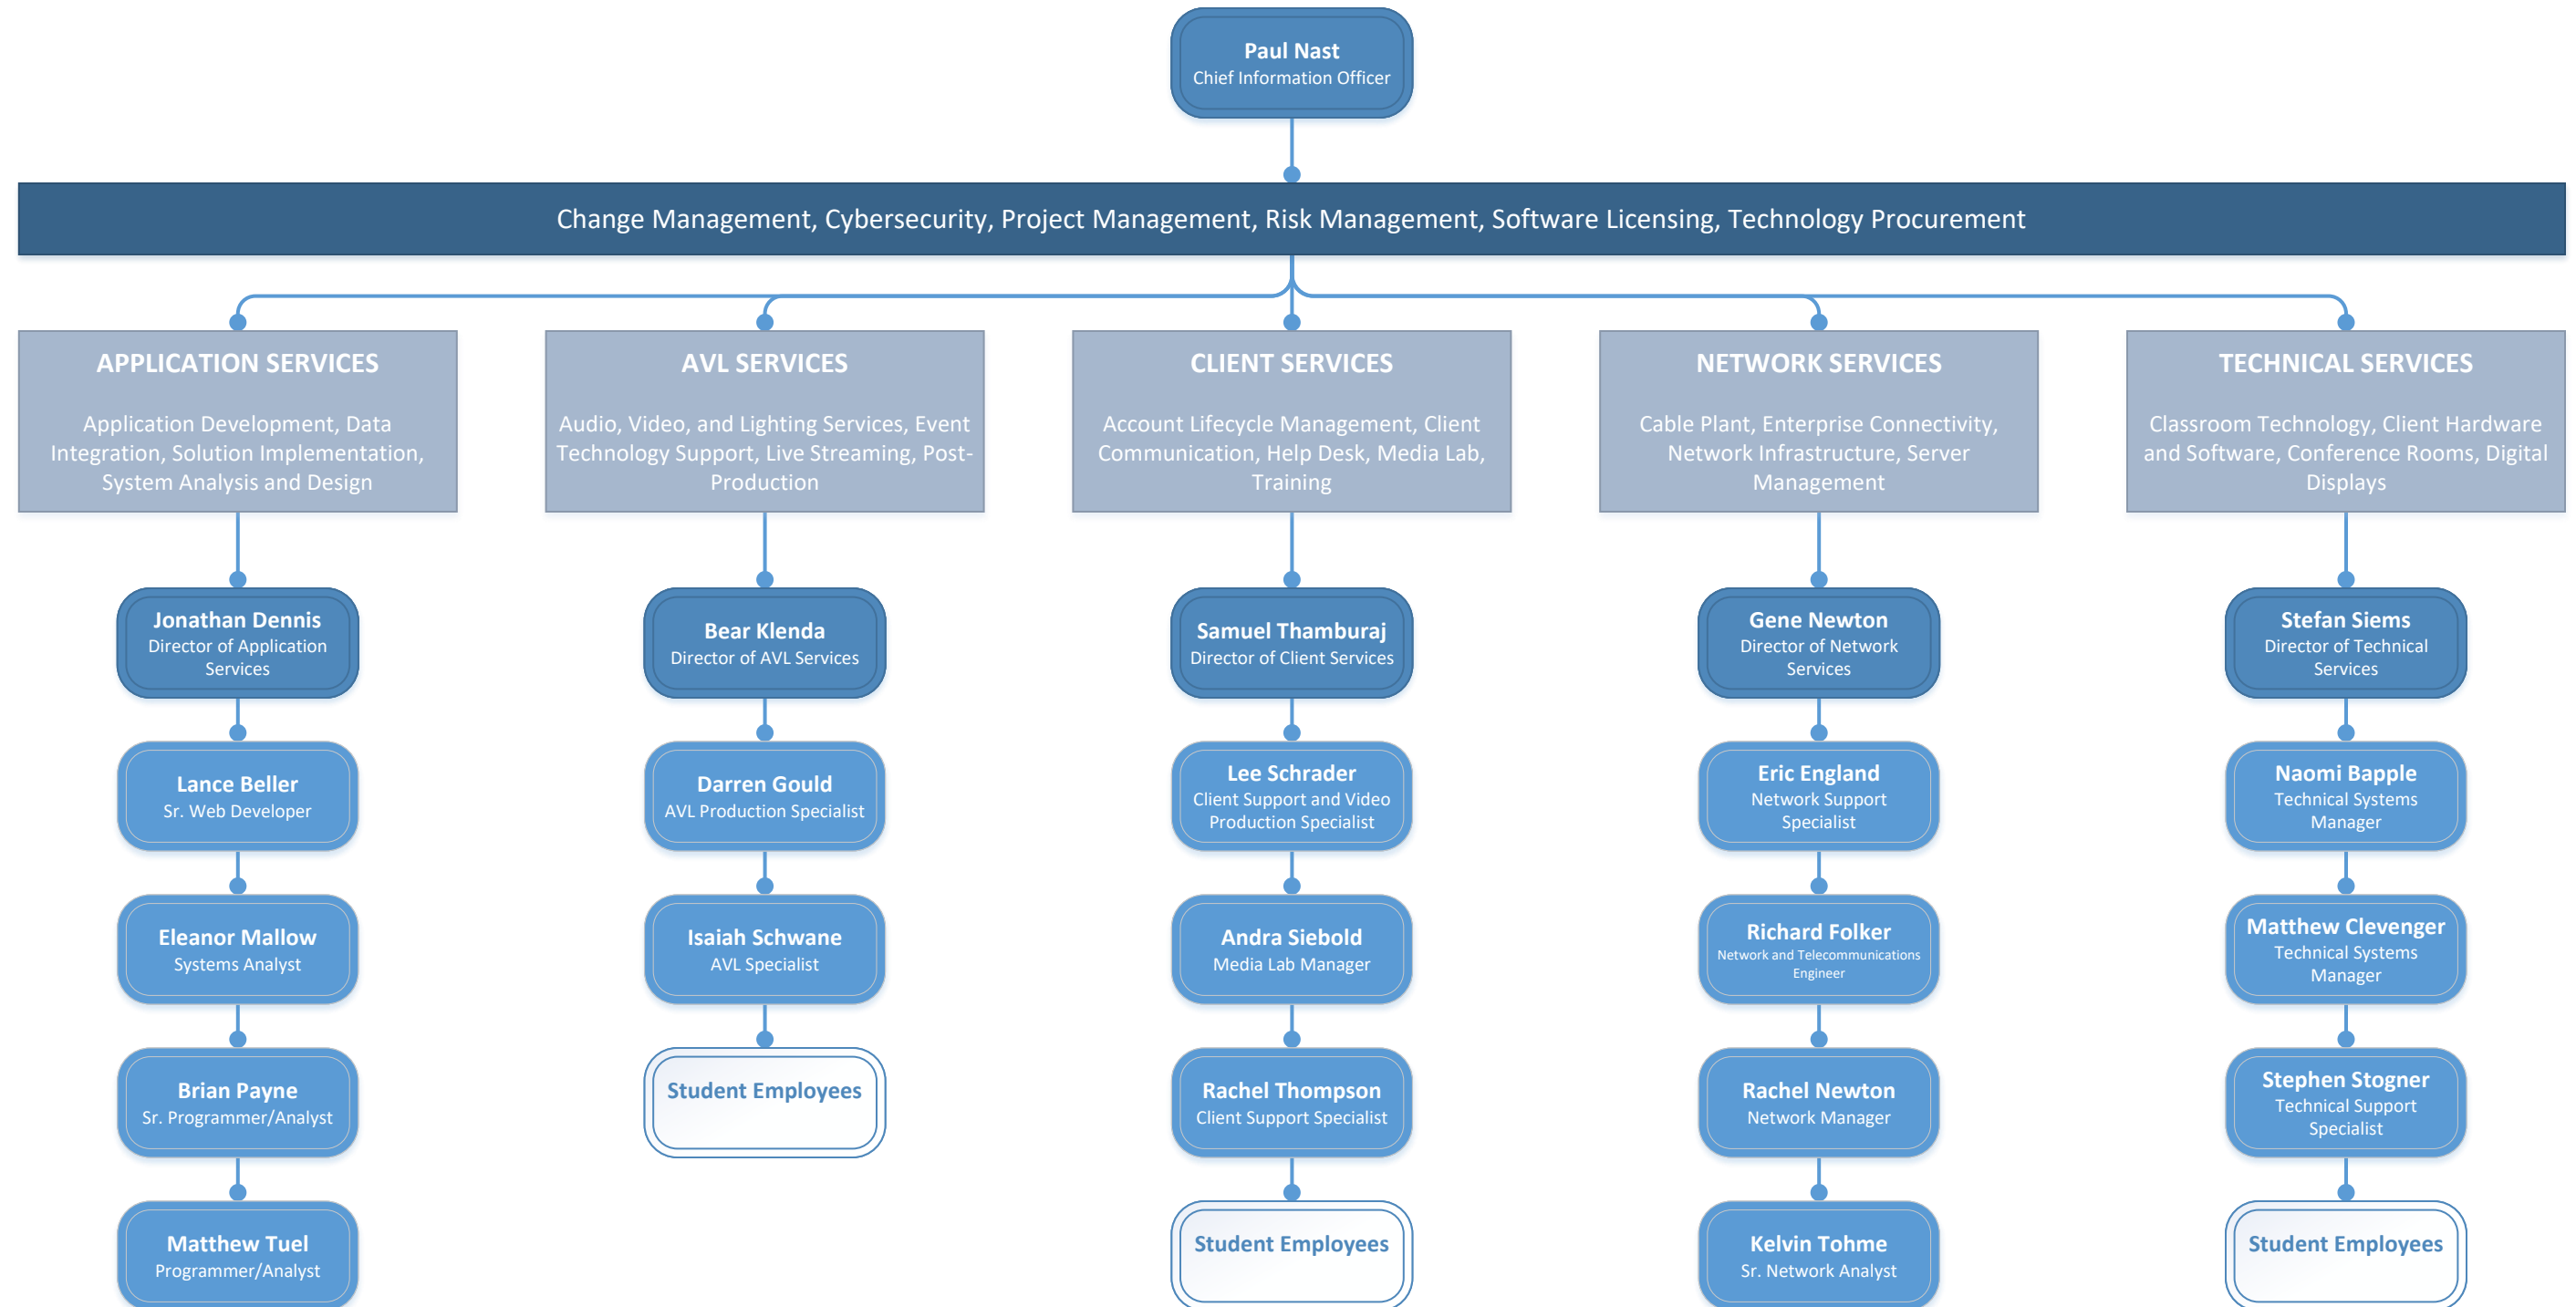 Paul Nast
Chief Information Officer
Change Management, Cybersecurity, Project Management, Risk Management, Software Licensing, Technology Procurement
APPLICATION SERVICES
Application Development, Data
Integration, Solution Implementation,
System Analysis and Design
Jonathan Dennis
Director of Application
Services
Lance Beller
Sr. Web Developer
Eleanor Mallow
Systems Analyst
Brian Payne
Sr. Programmer/Analyst
Matthew Tuel
Programmer/Analyst
AVL SERVICES
Audio, Video, and Lighting Services, Event
Technology Support, Live Streaming, Post-
Production
Bear Klenda
Director of AVL Services
Darren Gould
AVL Production Specialist
Isaiah Schwane
AVL Specialist
Student Employees
CLIENT SERVICES
Account Lifecycle Management, Client
Communication, Help Desk, Media Lab,
Training
Samuel Thamburaj
Director of Client Services
Lee Schrader
Client Support and Video
Production Specialist
Andra Siebold
Media Lab Manager
Rachel Thompson
Client Support Specialist
Student Employees
NETWORK SERVICES
Cable Plant, Enterprise Connectivity,
Network Infrastructure, Server
Management
Gene Newton
Director of Network
Services
Eric England
Network Support
Specialist
Richard Folker
Network and Telecommunications
Engineer
Rachel Newton
Network Manager
Kelvin Tohme
Sr. Network Analyst
TECHNICAL SERVICES
Classroom Technology, Client Hardware
and Software, Conference Rooms, Digital
Displays
Stefan Siems
Director of Technical
Services
Naomi Bapple
Technical Systems
Manager
Matthew Clevenger
Technical Systems
Manager
Stephen Stogner
Technical Support
Specialist
Student Employees